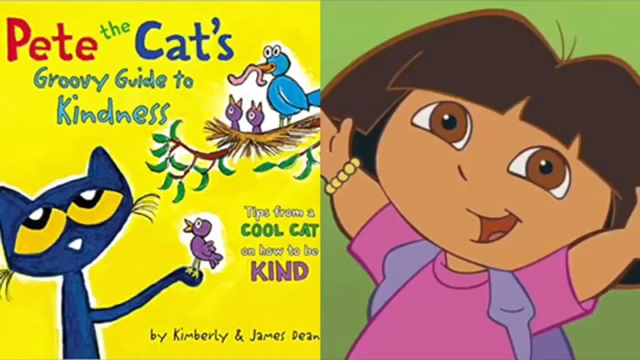 Pete the Cat's
Groovy Guide to
Kindness
Tips from a
COOL CAT
on how to be
KIND
by Kimberly & James Dean